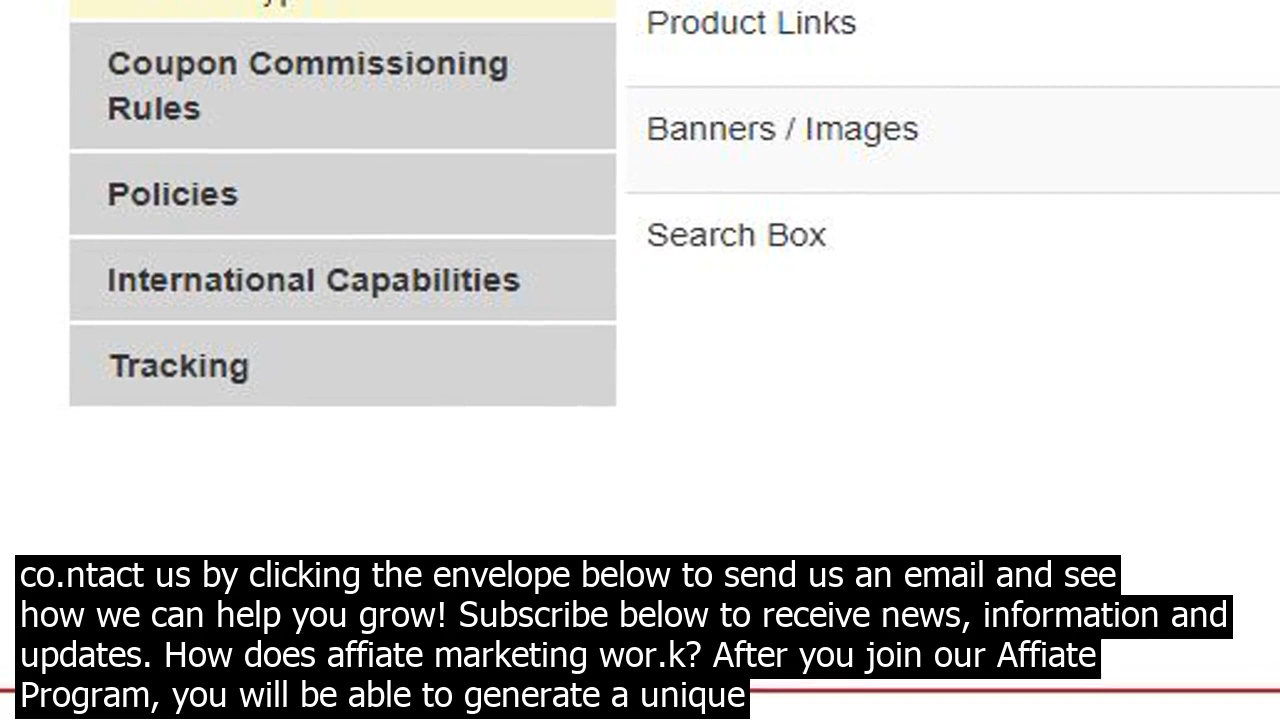 Coupon Commissioning
Rules
Policies
International Capabilities
Tracking
Product Links
Banners / Images
Search Box
co.ntact us by clicking the envelope below to send us an email and see
how we can help you grow! Subscribe below to receive news, information and
updates. How does affiate marketing wor.k? After you join our Affiate
Program, you will be able to generate a unique